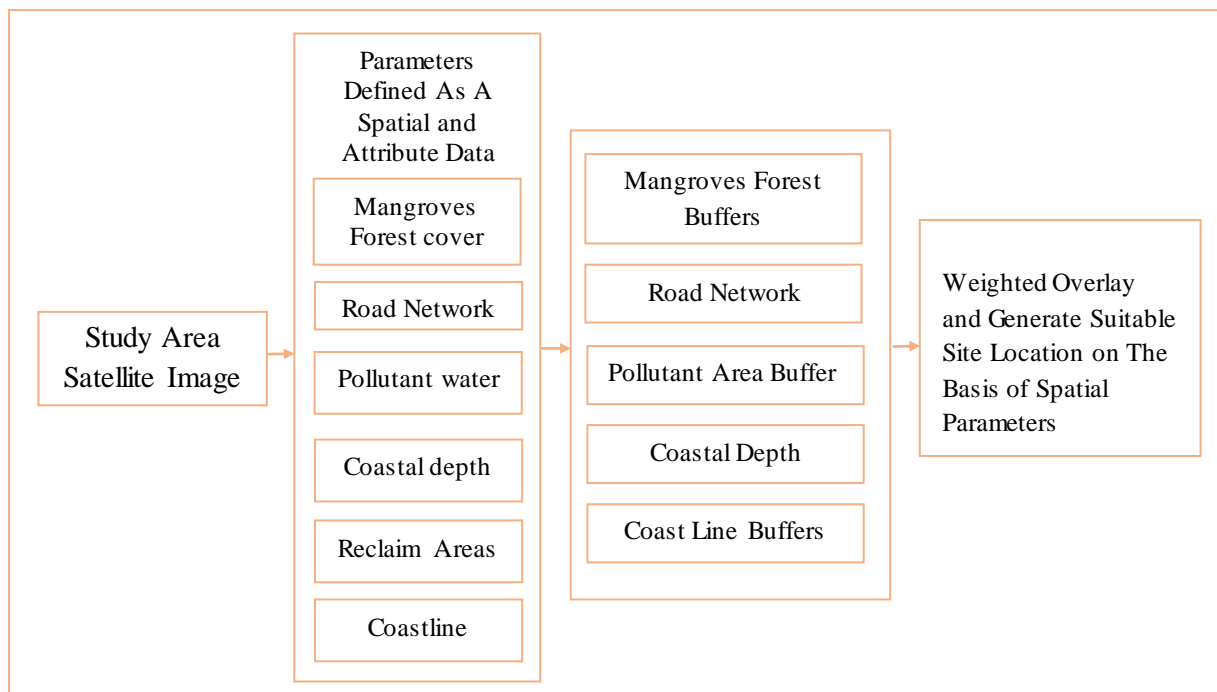 Study Area
Satellite Image
Parameters
Defined As A
Spatial and
Attribute Data
Mangroves
Forest cover
Road Network
Pollutant water
Coastal depth
Reclaim Areas
Coastline
Mangroves Forest
Buffers
Road Network
Pollutant Area Buffer
Coastal Depth
Coast Line Buffers
Weighted Overlay
and Generate Suitable
Site Location on The
Basis of Spatial
Parameters